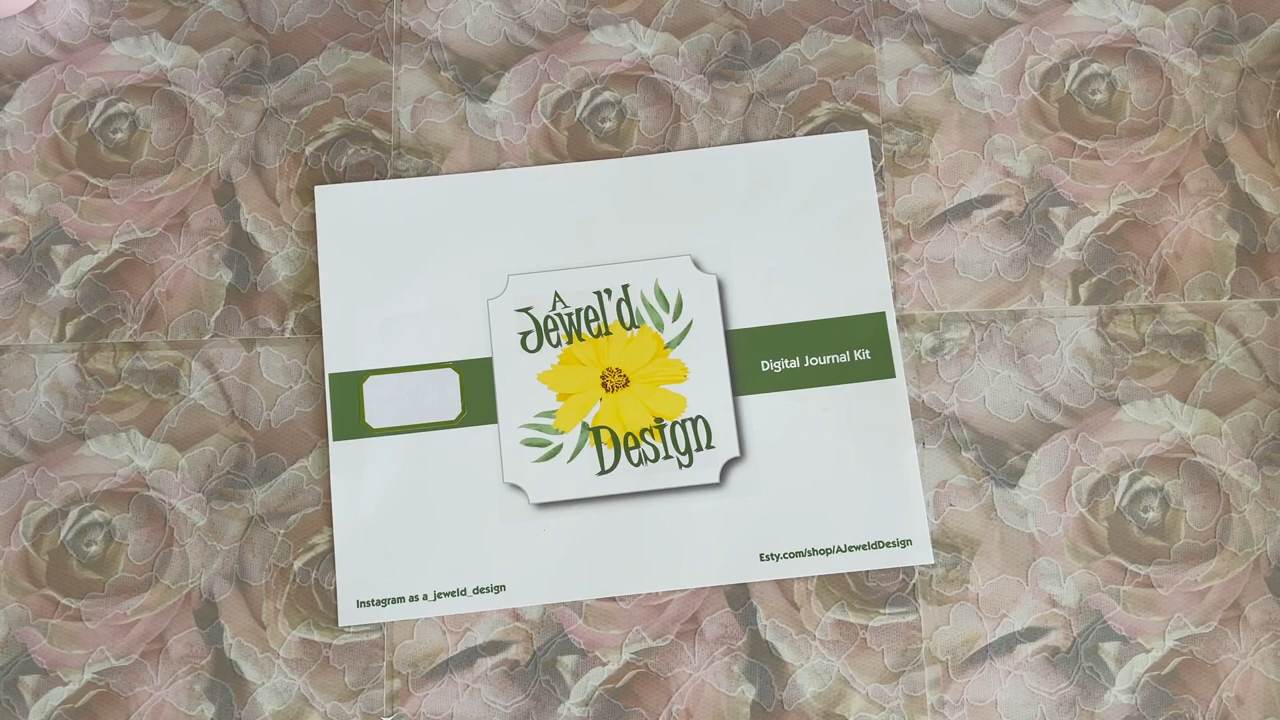 A
Jewel'd
Design
Digital Journal Kit
Esty.com/shop/AJeweldDesign
Instagram as a_jeweld_design